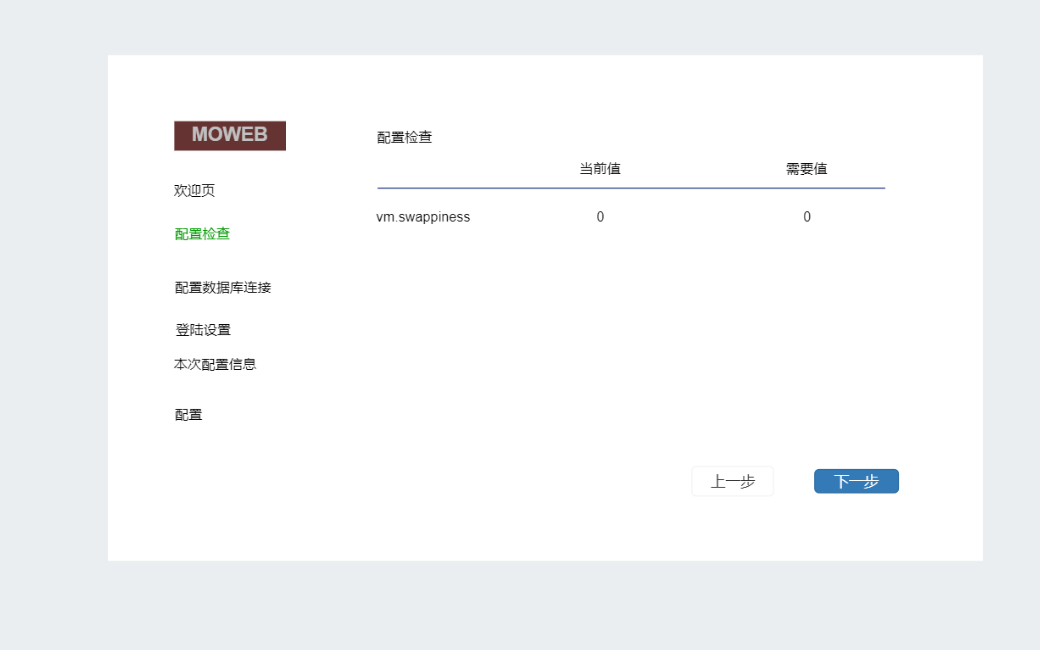 MOWEB
欢迎页
配置检查
配置数据库连接
登陆设置
本次配置信息
配置
配置检查
当前值 需要值
vm.swappiness 0 0
上一步 下一步